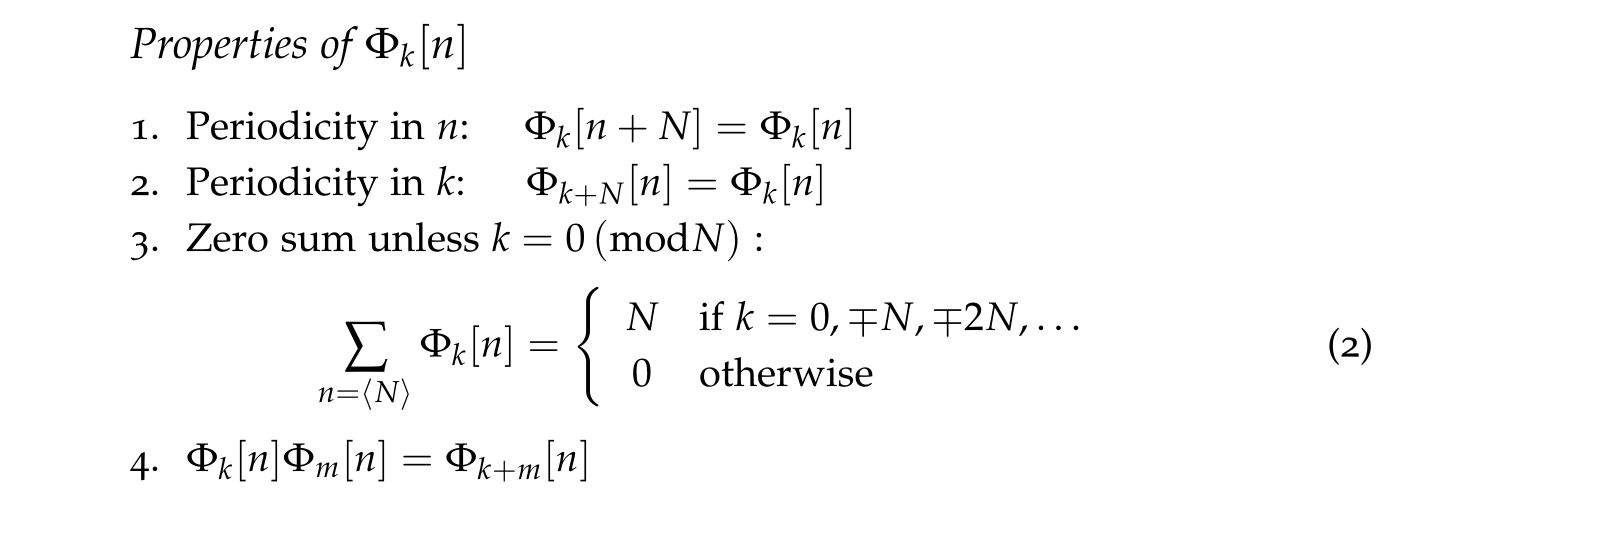 Properties of Φ_k[n]
1. Periodicity in n: Φ_k[n + N] = Φ_k[n]
2. Periodicity in k: Φ_{k+N}[n] = Φ_k[n]
3. Zero sum unless k = 0 (modN) :
∑_{n=⟨N⟩} Φ_k[n] = { N if k = 0, ∓N, ∓2N, . . .
0 otherwise (2)
4. Φ_k[n]Φ_m[n] = Φ_{k+m}[n]